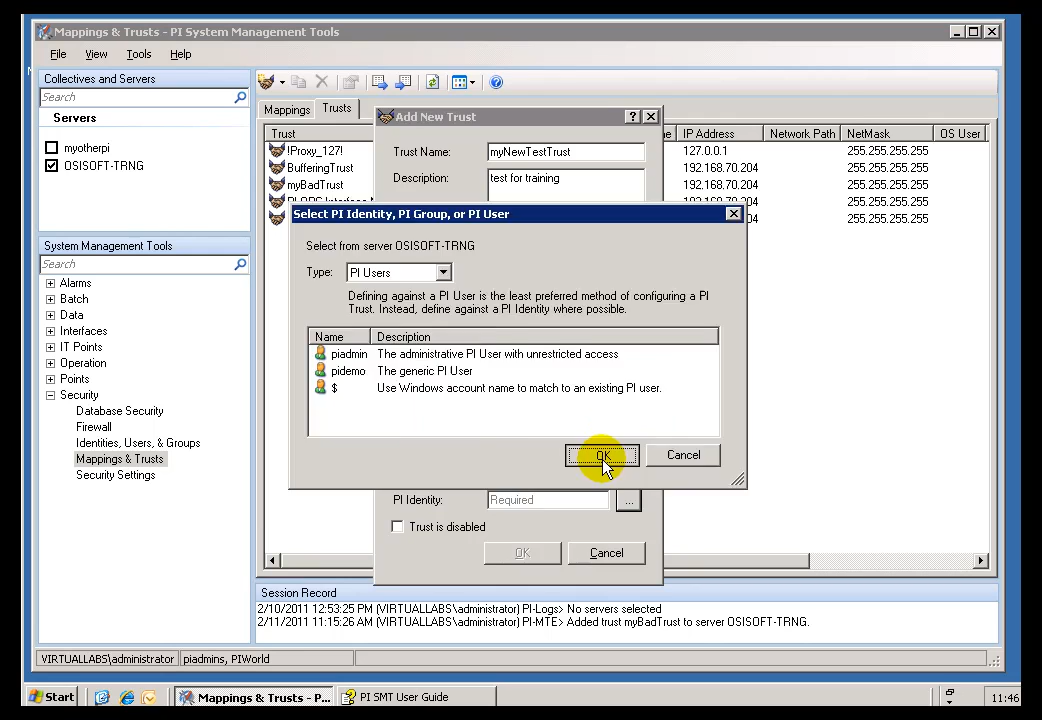 Mappings & Trusts - PI System Management Tools
File View Tools Help
Collectives and Servers
Search
Servers
myotherpi
OSISOFT-TRNG
System Management Tools
Search
Alarms
Batch
Data
Interfaces
IT Points
Operation
Points
Security
Database Security
Firewall
Identities, Users, & Groups
Mappings & Trusts
Security Settings
Mappings Trusts
Trust IP Address Network Path NetMask OS User
!Proxy_127! 127.0.0.1 255.255.255.255
BufferingTrust 192.168.70.204 255.255.255.255
myBadTrust 192.168.70.204 255.255.255.255
192.168.70.204 255.255.255.255
204 255.255.255.255
Add New Trust
Trust Name: myNewTestTrust
Description: test for training
Select PI Identity, PI Group, or PI User
Select from server OSISOFT-TRNG
Type: PI Users
Defining against a PI User is the least preferred method of configuring a PI
Trust. Instead, define against a PI Identity where possible.
Name Description
piadmin The administrative PI User with unrestricted access
pidemo The generic PI User
$ Use Windows account name to match to an existing PI user.
OK Cancel
PI Identity: Required ...
Trust is disabled
OK Cancel
Session Record
2/10/2011 12:53:25 PM (VIRTUALLABS\administrator) PI-Logs> No servers selected
2/11/2011 11:15:26 AM (VIRTUALLABS\administrator) PI-MTE> Added trust myBadTrust to server OSISOFT-TRNG.
VIRTUALLABS\administrator piadmins, PIWorld
Start Mappings & Trusts - P... PI SMT User Guide 11:46